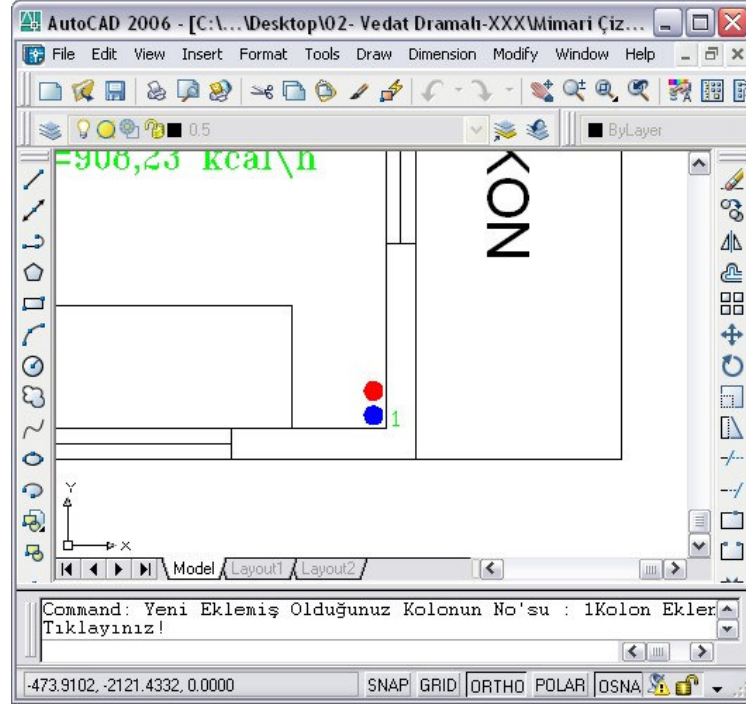 AutoCAD 2006 - [C:\...\Desktop\02- Vedat Dramalı-XXX\Mimari Çiz...
File Edit View Insert Format Tools Draw Dimension Modify Window Help
0.5 ByLayer
=908,23 kcal\h
KON
1
Y
X
Model Layout1 Layout2
Command: Yeni Eklemiş Olduğunuz Kolonun No'su : 1Kolon Ekler
Tıklayınız!
-473.9102, -2121.4332, 0.0000 SNAP GRID ORTHO POLAR OSNA